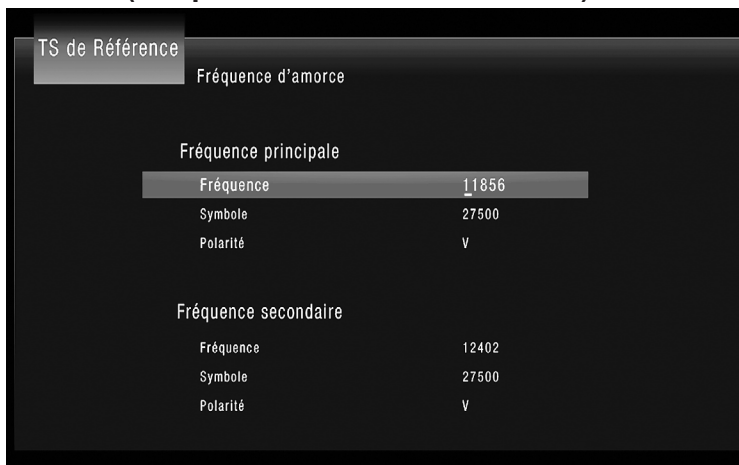 TS de Référence
Fréquence d'amorce
Fréquence principale
Fréquence 11856
Symbole 27500
Polarité V
Fréquence secondaire
Fréquence 12402
Symbole 27500
Polarité V